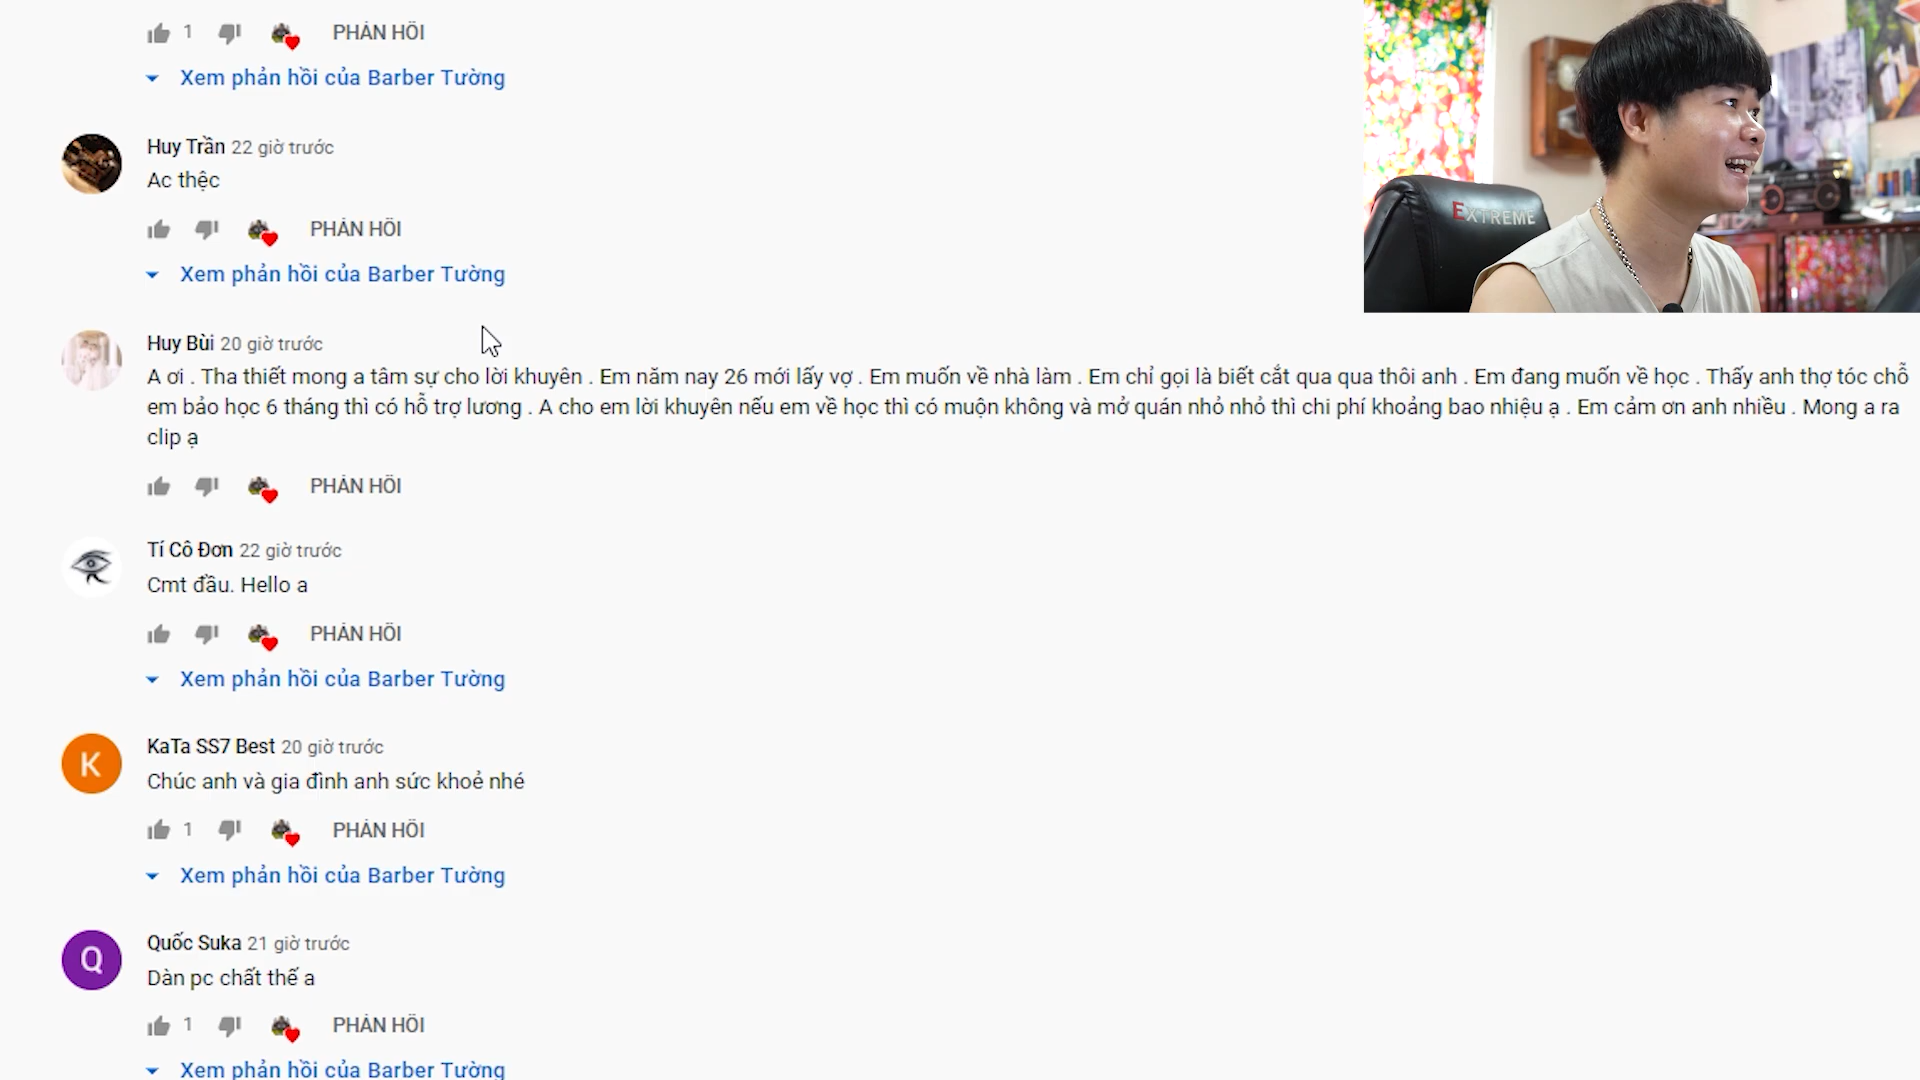 1 PHẢN HỒI
Xem phản hồi của Barber Tường
Huy Trần 22 giờ trước
Ac thệc
PHẢN HỒI
Xem phản hồi của Barber Tường
EXTREME
Huy Bùi 20 giờ trước
A ơi . Tha thiết mong a tâm sự cho lời khuyên . Em năm nay 26 mới lấy vợ . Em muốn về nhà làm . Em chỉ gọi là biết cắt qua qua thôi anh . Em đang muốn về học . Thấy anh thợ tóc chỗ
em bảo học 6 tháng thì có hỗ trợ lương . A cho em lời khuyên nếu em về học thì có muộn không và mở quán nhỏ nhỏ thì chi phí khoảng bao nhiệu ạ . Em cảm ơn anh nhiều . Mong a ra
clip ạ
PHẢN HỒI
Tí Cô Đơn 22 giờ trước
Cmt đầu. Hello a
PHẢN HỒI
Xem phản hồi của Barber Tường
K
KaTa SS7 Best 20 giờ trước
Chúc anh và gia đình anh sức khoẻ nhé
1 PHẢN HỒI
Xem phản hồi của Barber Tường
Q
Quốc Suka 21 giờ trước
Dàn pc chất thế a
1 PHẢN HỒI
Xem phản hồi của Barber Tường